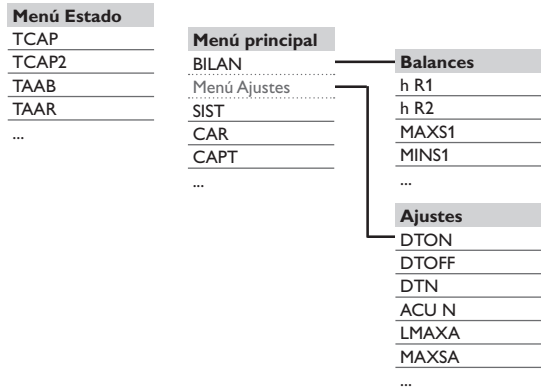 Menú Estado
TCAP
TCAP2
TAAB
TAAR
...
Menú principal
BILAN
Menú Ajustes
SIST
CAR
CAPT
...
Balances
h R1
h R2
MAXS1
MINS1
...
Ajustes
DTON
DTOFF
DTN
ACU N
LMAXA
MAXSA
...